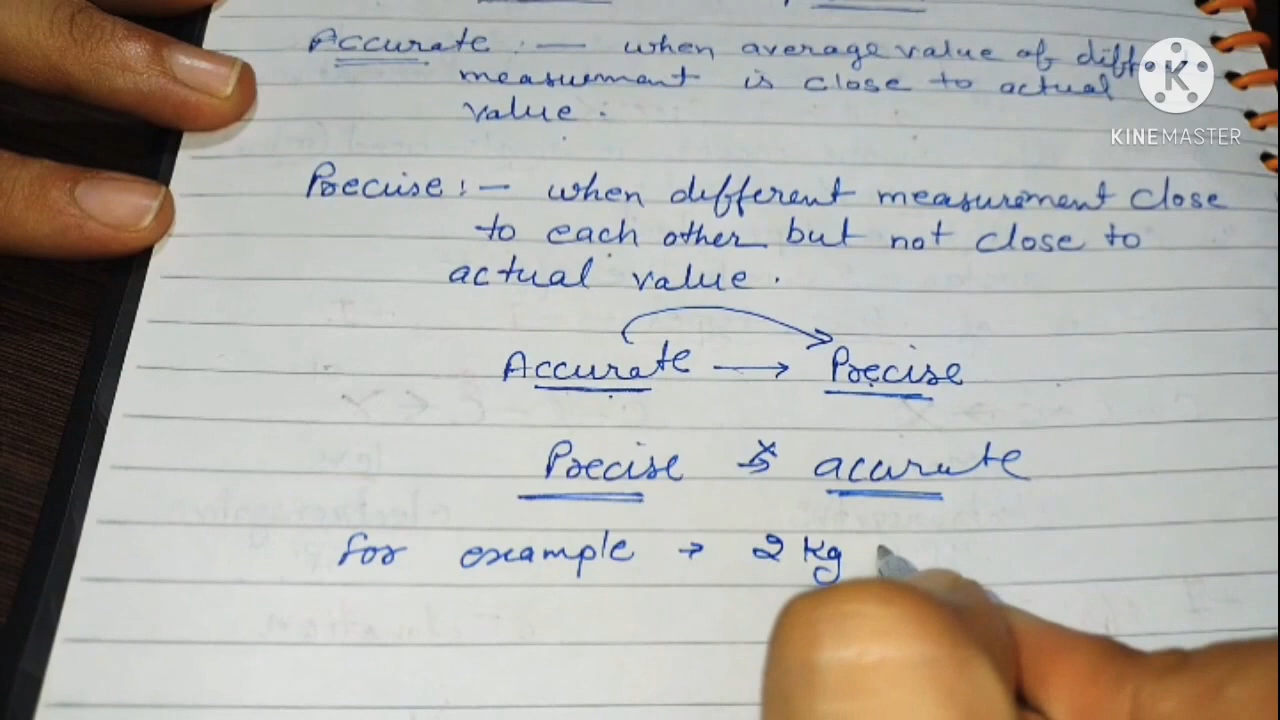 Accurate :— when average value of diff
measurment is close to actual
value .
KINEMASTER
Precise :— when different measurement close
to each other but not close to
actual value .
Accurate → Precise
Precise acurate
for example → 2 kg